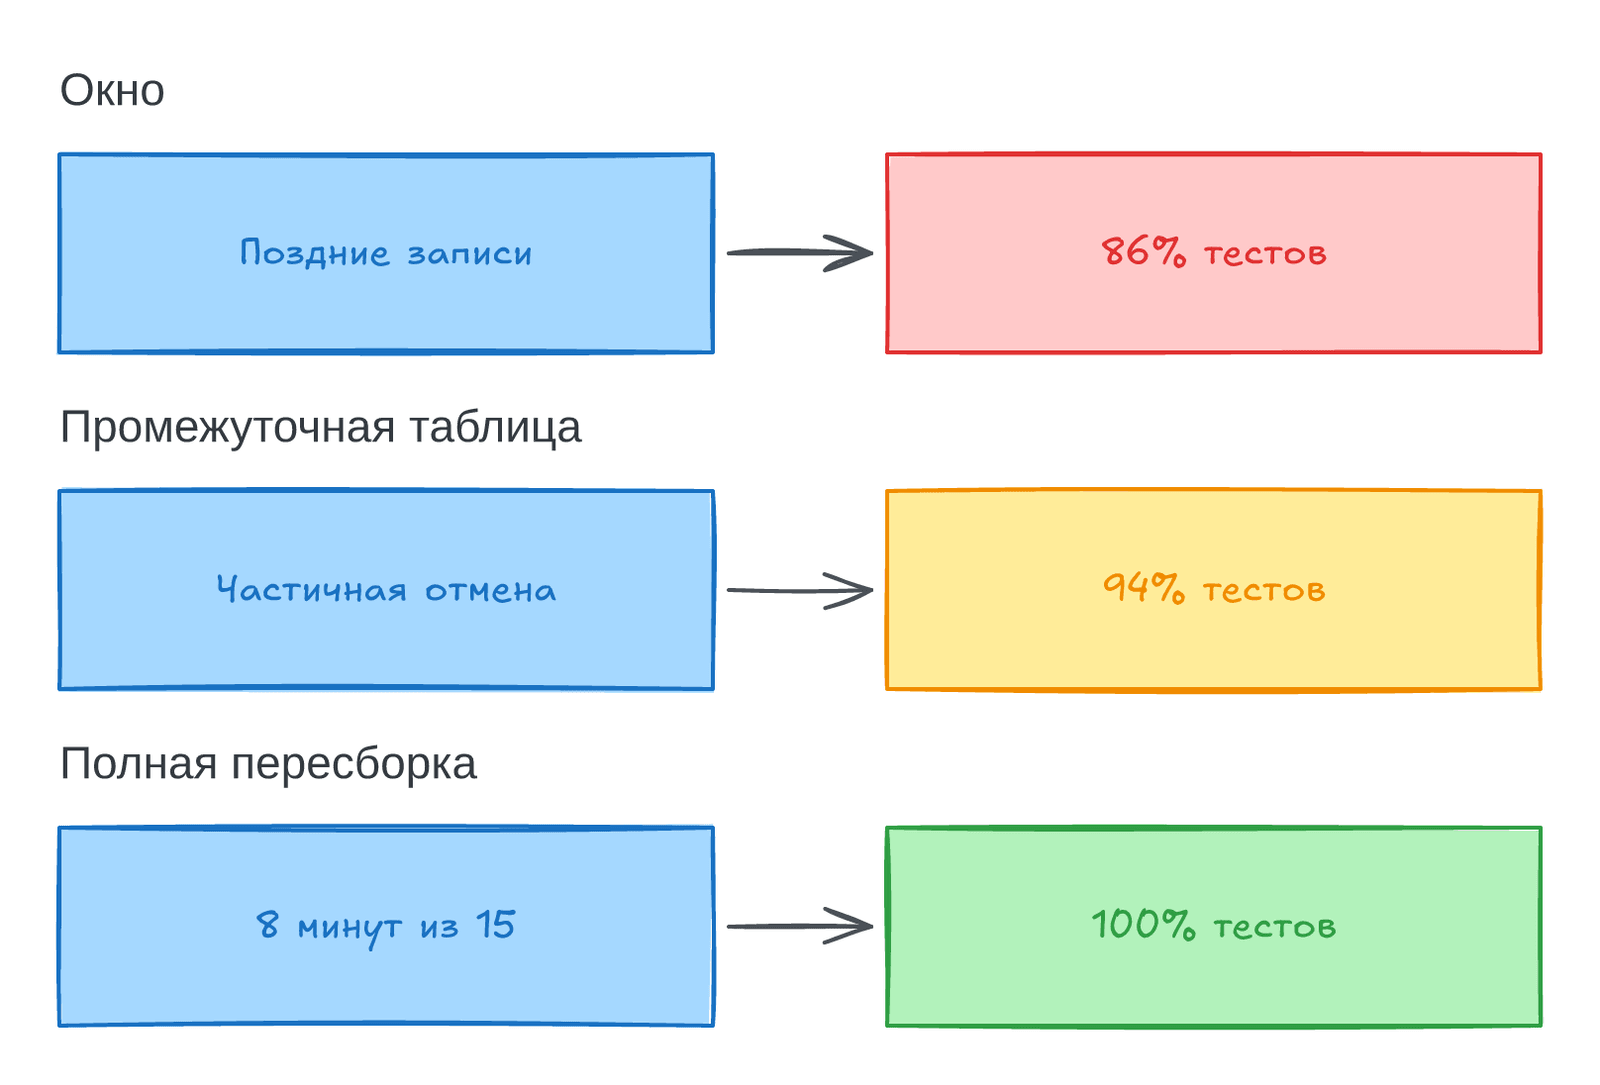 Окно
Поздние записи
86% тестов
Промежуточная таблица
Частичная отмена
94% тестов
Полная пересборка
8 минут из 15
100% тестов